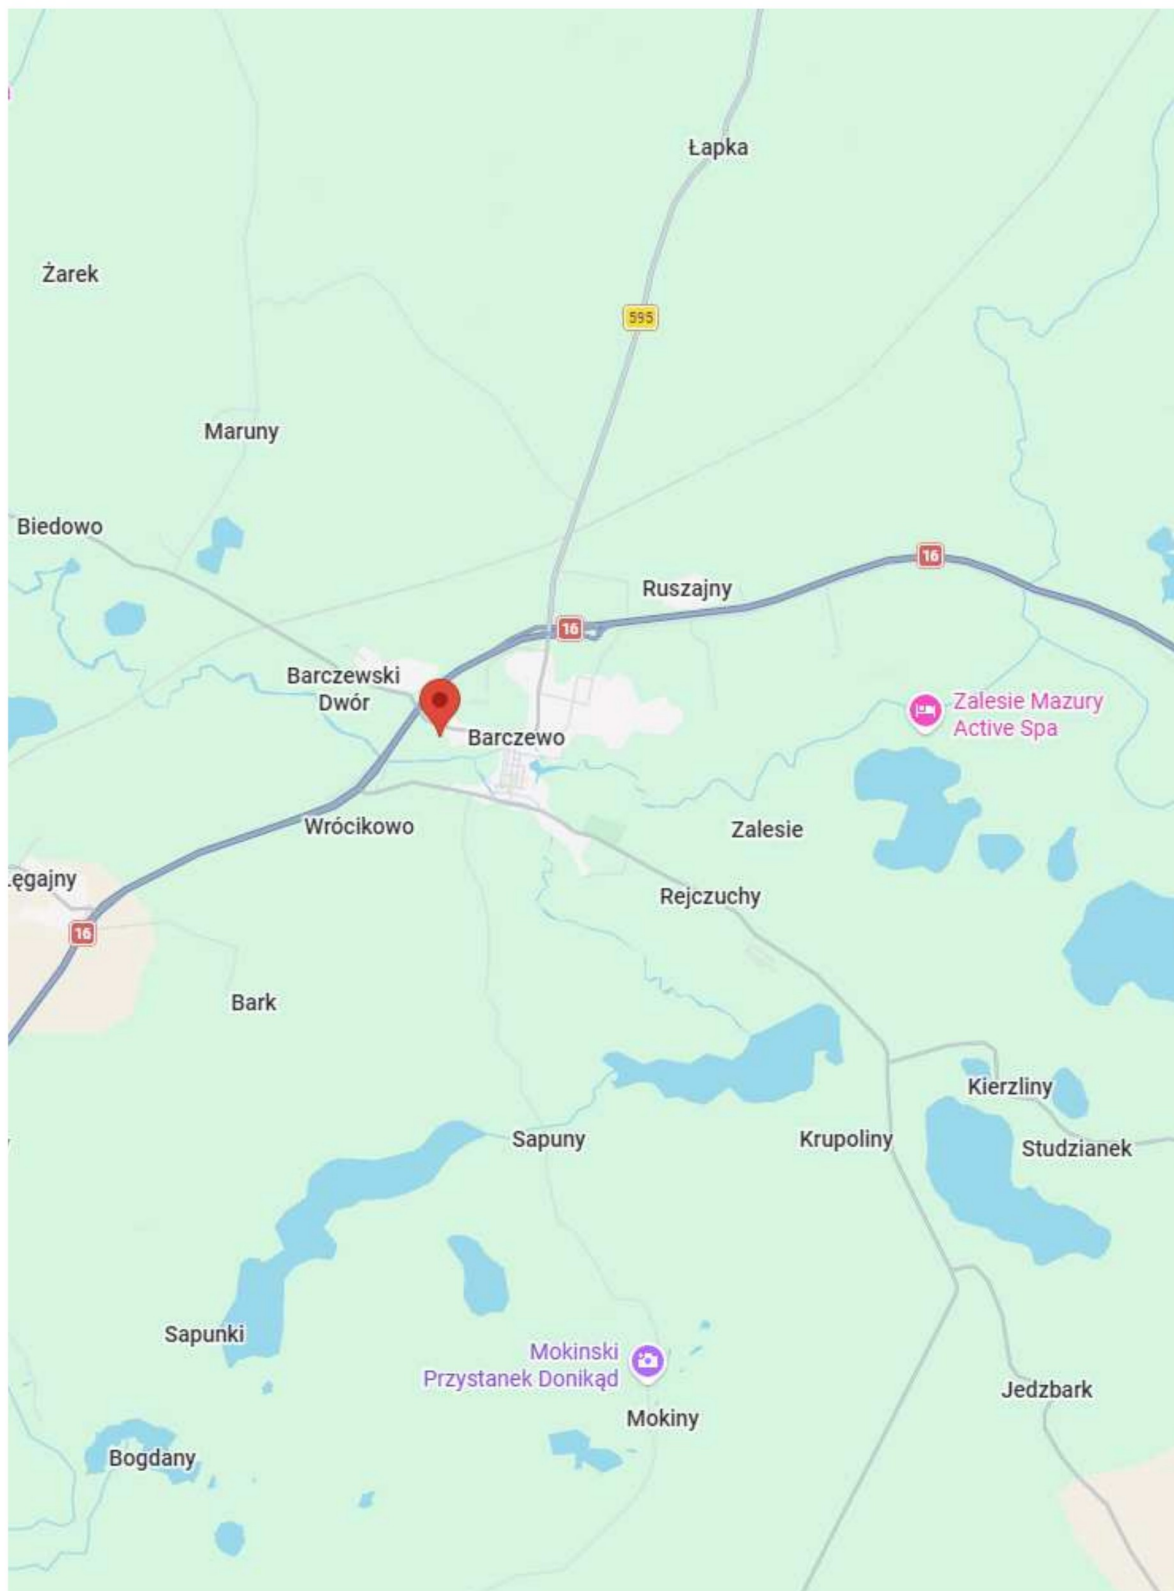 Łapka
Żarek
595
Maruny
Biedowo
16
Ruszajny
16
Barczewski
Dwór
Zalesie Mazury
Active Spa
Barczewo
Wrócikowo
Zalesie
Łęgajny
Rejczuchy
16
Bark
Kierzliny
Sapuny
Krupoliny
Studzianek
Sapunki
Mokinski
Przystanek Donikąd
Jedzbark
Mokiny
Bogdany